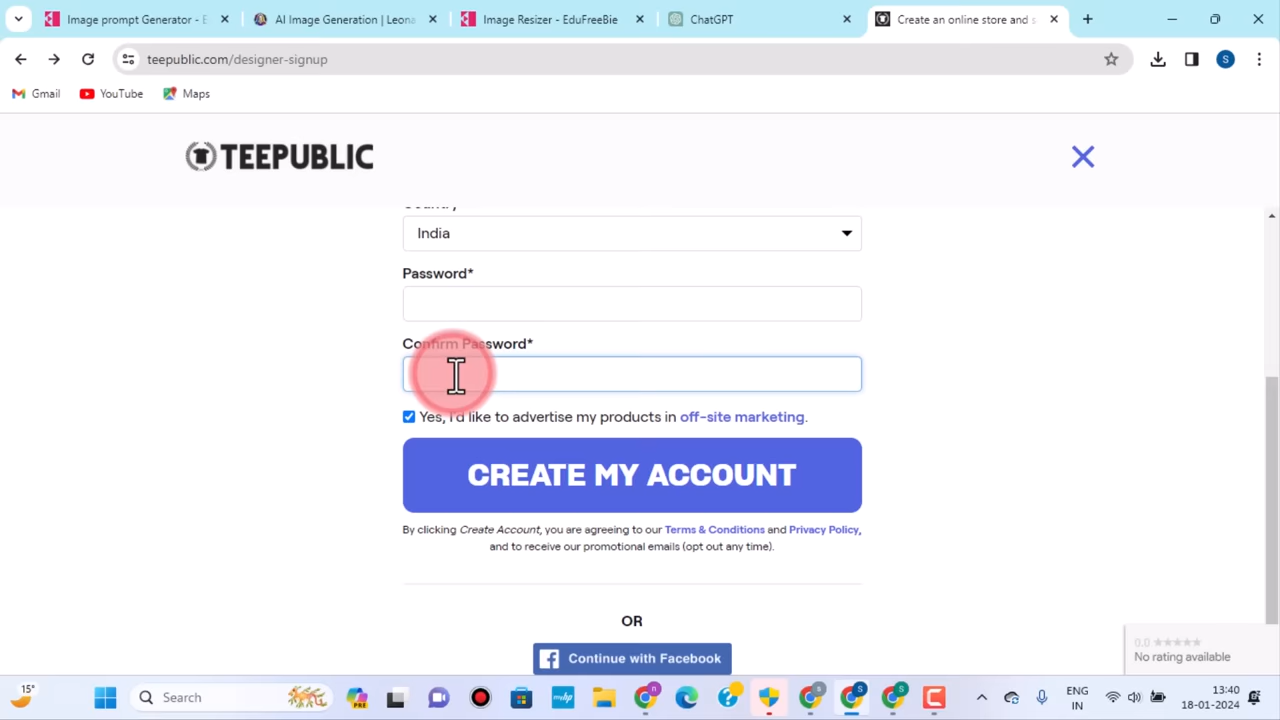 Image prompt Generator - E
AI Image Generation | Leona
Image Resizer - EduFreeBie
ChatGPT
Create an online store and s
teepublic.com/designer-signup
S
Gmail
YouTube
Maps
TEEPUBLIC
India
Password*
Confirm Password*
Yes, I'd like to advertise my products in off-site marketing.
CREATE MY ACCOUNT
By clicking Create Account, you are agreeing to our Terms & Conditions and Privacy Policy,
and to receive our promotional emails (opt out any time).
OR
Continue with Facebook
0.0
No rating available
15°
Search
ENG
IN
13:40
18-01-2024